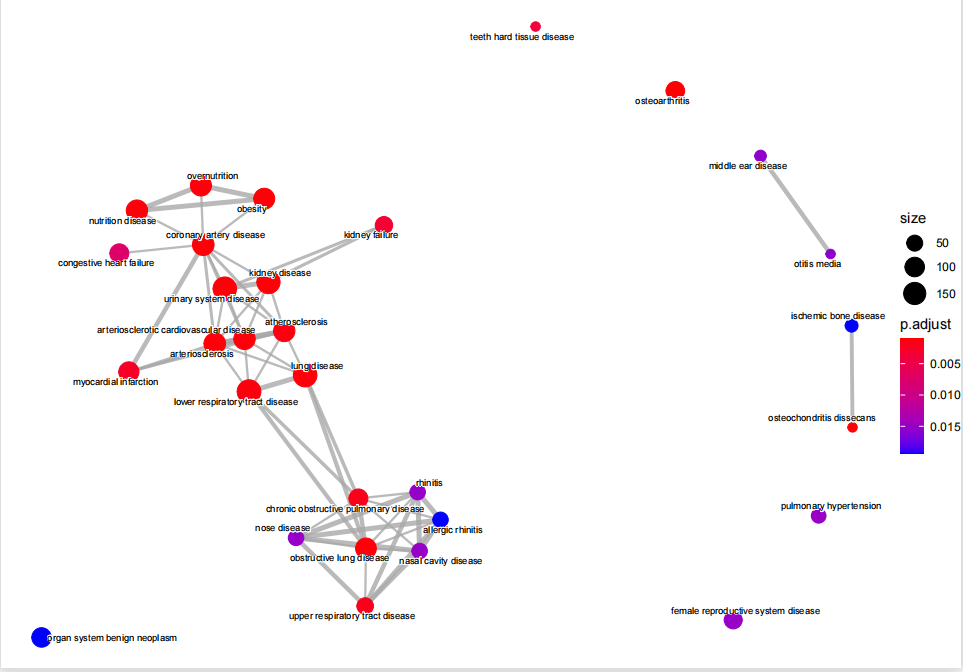 teeth hard tissue disease
osteoarthritis
middle ear disease
overnutrition
obesity
nutrition disease
coronary artery disease
kidney failure
congestive heart failure
otitis media
kidney disease
urinary system disease
ischemic bone disease
atherosclerosis
arteriosclerotic cardiovascular disease
arteriosclerosis
lung disease
myocardial infarction
lower respiratory tract disease
osteochondritis dissecans
rhinitis
chronic obstructive pulmonary disease
pulmonary hypertension
nose disease
allergic rhinitis
obstructive lung disease
nasal cavity disease
upper respiratory tract disease
female reproductive system disease
organ system benign neoplasm
size
50
100
150
p.adjust
0.005
0.010
0.015